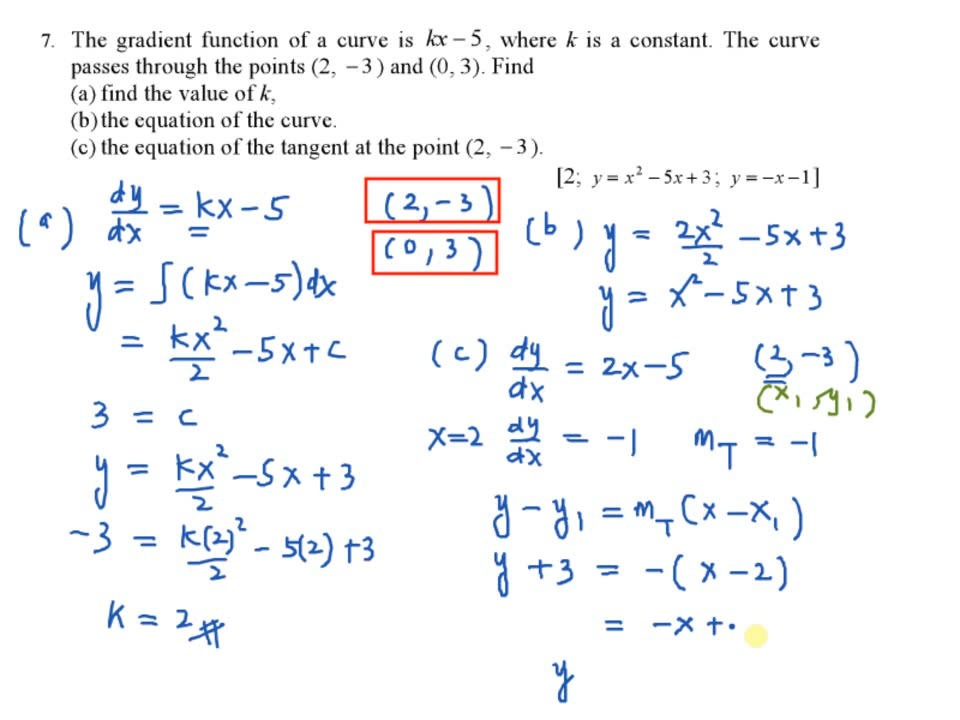 7. The gradient function of a curve is kx – 5, where k is a constant. The curve
passes through the points (2, –3) and (0, 3). Find
(a) find the value of k,
(b) the equation of the curve.
(c) the equation of the tangent at the point (2, –3).
[2; y = x² – 5x + 3; y = –x – 1]
(a) dy/dx = kx – 5
(2, –3)
(0, 3)
y = ∫(kx – 5)dx
= kx²/2 – 5x + c
3 = c
y = kx²/2 – 5x + 3
–3 = k(2)²/2 – 5(2) + 3
k = 2
(b) y = 2x²/2 – 5x + 3
y = x² – 5x + 3
(c) dy/dx = 2x – 5 (2, –3)
(x₁, y₁)
x=2 dy/dx = –1 m_T = –1
y – y₁ = m_T(x – x₁)
y + 3 = –(x – 2)
= –x + ·
y